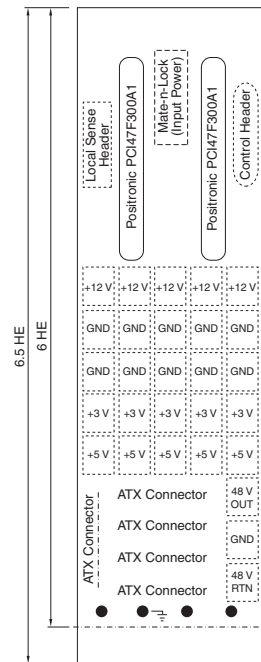 6.5 HE
6 HE
Local Sense
Header
Positronic PCI47F300A1
Mate-n-Lock
(Input Power)
Positronic PCI47F300A1
Control Header
+12 V +12 V +12 V +12 V +12 V
GND GND GND GND GND
GND GND GND GND GND
+3 V +3 V +3 V +3 V +3 V
+5 V +5 V +5 V +5 V +5 V
ATX Connector
ATX Connector
ATX Connector
ATX Connector
ATX Connector
48 V
OUT
GND
48 V
RTN